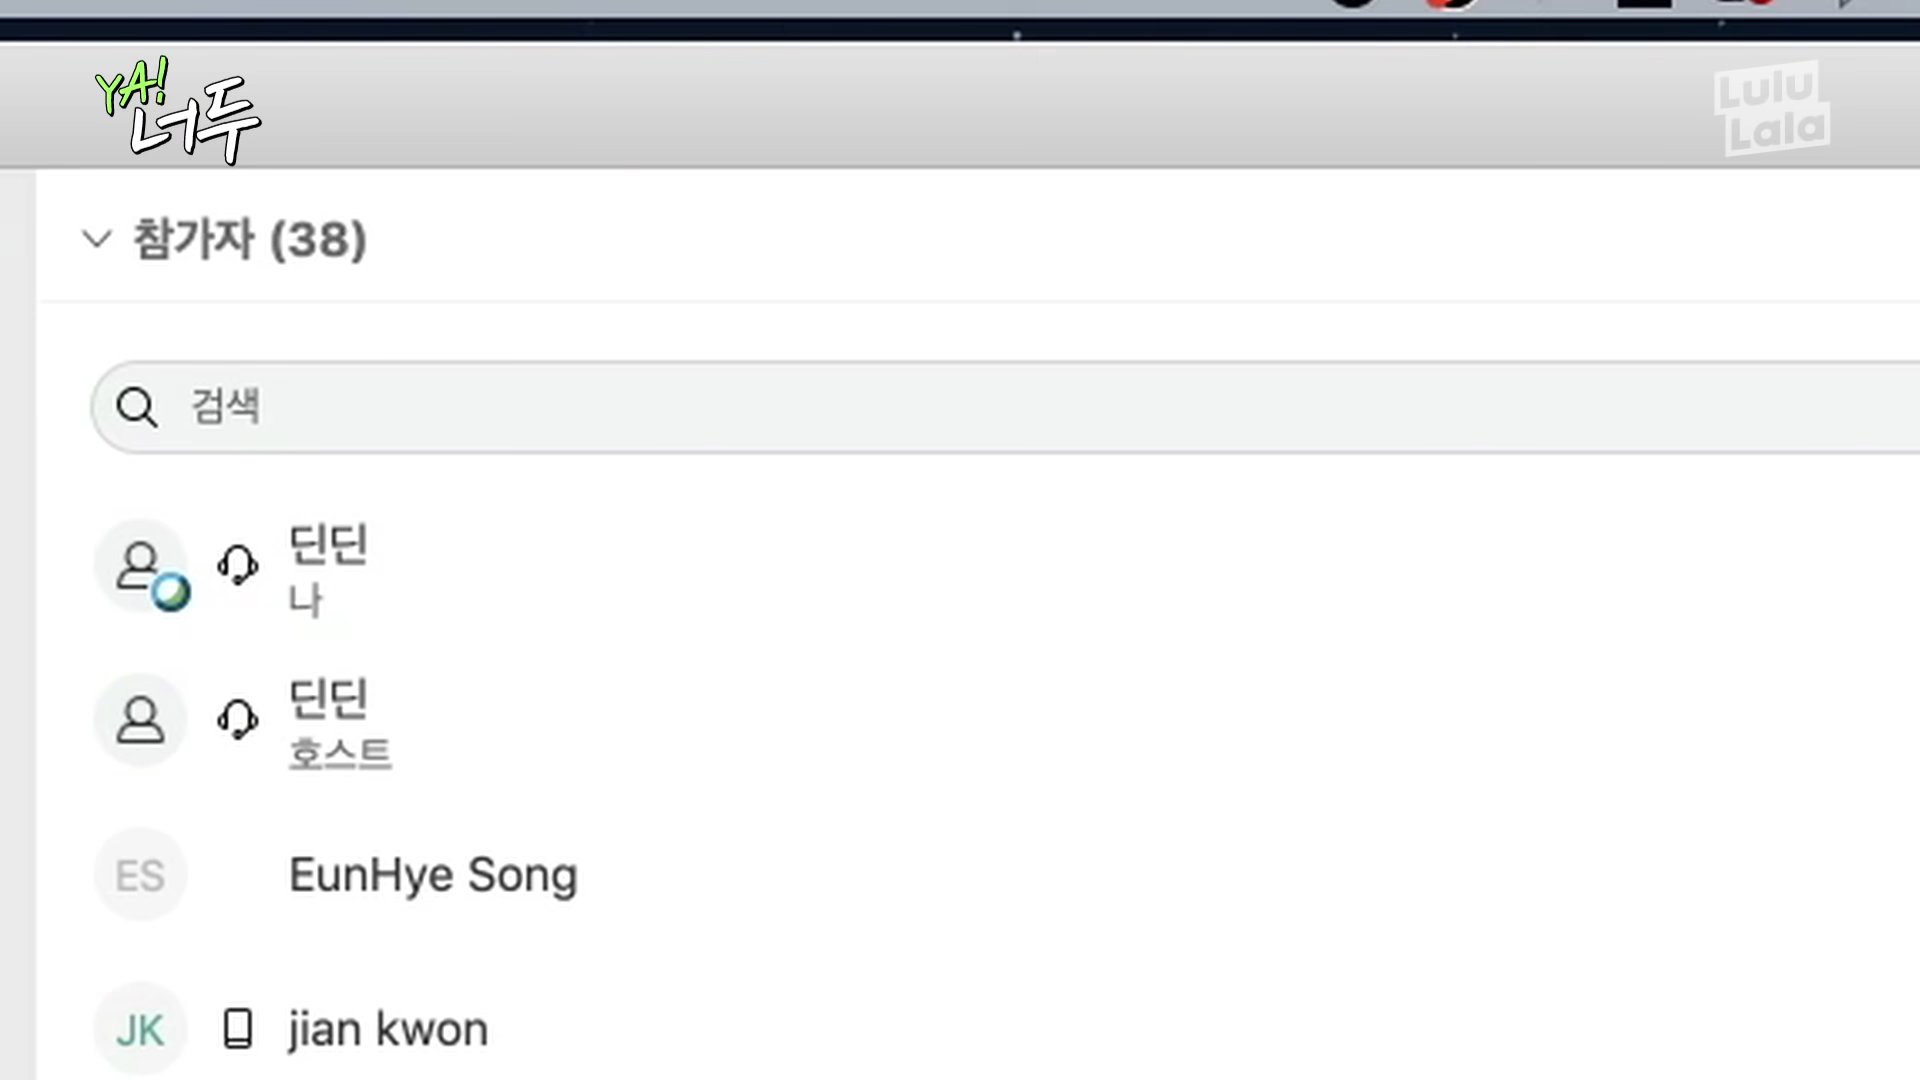 YA!
너두
Lulu
Lala
참가자 (38)
검색
딘딘
나
딘딘
호스트
ES
EunHye Song
JK
jian kwon